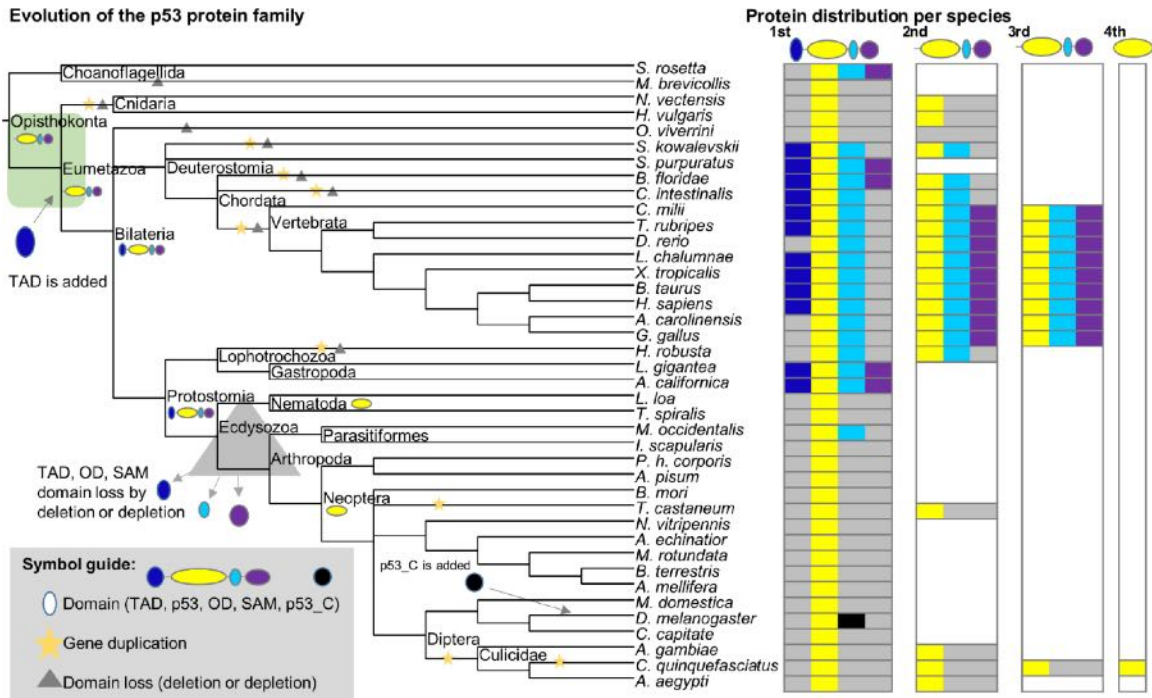 Evolution of the p53 protein family
Protein distribution per species
1st
2nd
3rd
4th
Choanoflagellida
Cnidaria
Opisthokonta
Eumetazoa
Deuterostomia
Chordata
Vertebrata
Bilateria
TAD is added
Lophotrochozoa
Gastropoda
Protostomia
Nematoda
Ecdysozoa
Parasitiformes
Arthropoda
TAD, OD, SAM
domain loss by
deletion or depletion
Neoptera
p53_C is added
Diptera
Culicidae
S. rosetta
M. brevicollis
N. vectensis
H. vulgaris
O. viverrini
S. kowalevskii
S. purpuratus
B. floridae
C. intestinalis
C. milii
T. rubripes
D. rerio
L. chalumnae
X. tropicalis
B. taurus
H. sapiens
A. carolinensis
G. gallus
H. robusta
L. gigantea
A. californica
L. loa
T. spiralis
M. occidentalis
I. scapularis
P. h. corporis
A. pisum
B. mori
T. castaneum
N. vitripennis
A. echinatior
M. rotundata
B. terrestris
A. mellifera
M. domestica
D. melanogaster
C. capitate
A. gambiae
C. quinquefasciatus
A. aegypti
Symbol guide:
Domain (TAD, p53, OD, SAM, p53_C)
Gene duplication
Domain loss (deletion or depletion)